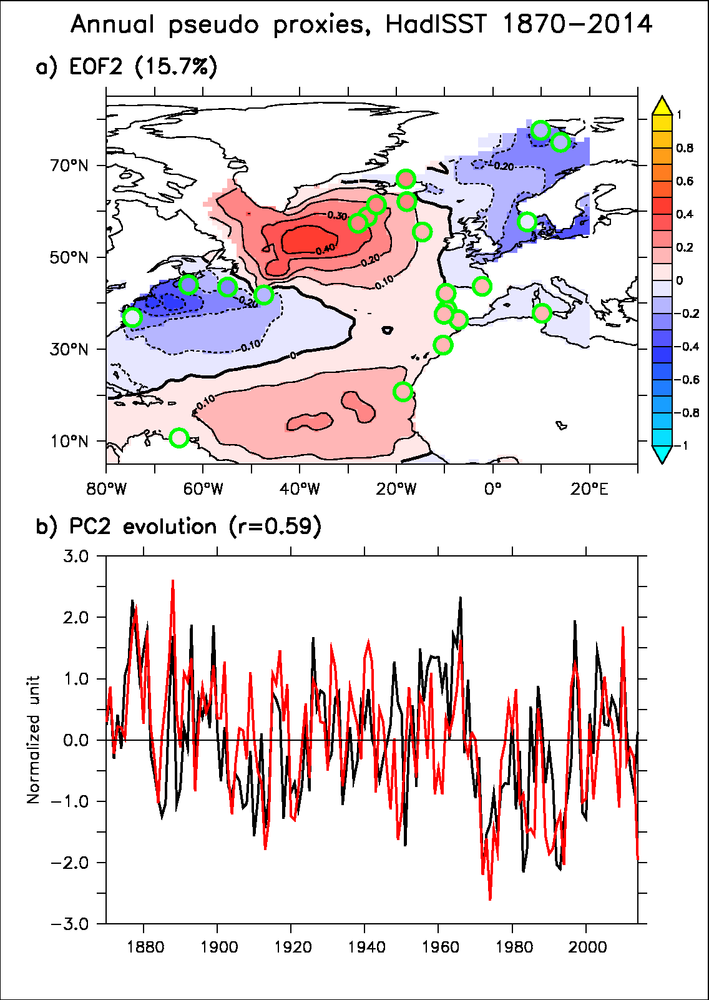 Annual pseudo proxies, HadISST 1870−2014
a) EOF2 (15.7%)
70°N
50°N
30°N
10°N
80°W 60°W 40°W 20°W 0° 20°E
0.30
0.40
0.20
0.10
−0.20
−0.20
−0.10
0
0.10
1
0.8
0.6
0.4
0.2
0
−0.2
−0.4
−0.6
−0.8
−1
b) PC2 evolution (r=0.59)
Normalized unit
3.0
2.0
1.0
0.0
−1.0
−2.0
−3.0
1880 1900 1920 1940 1960 1980 2000